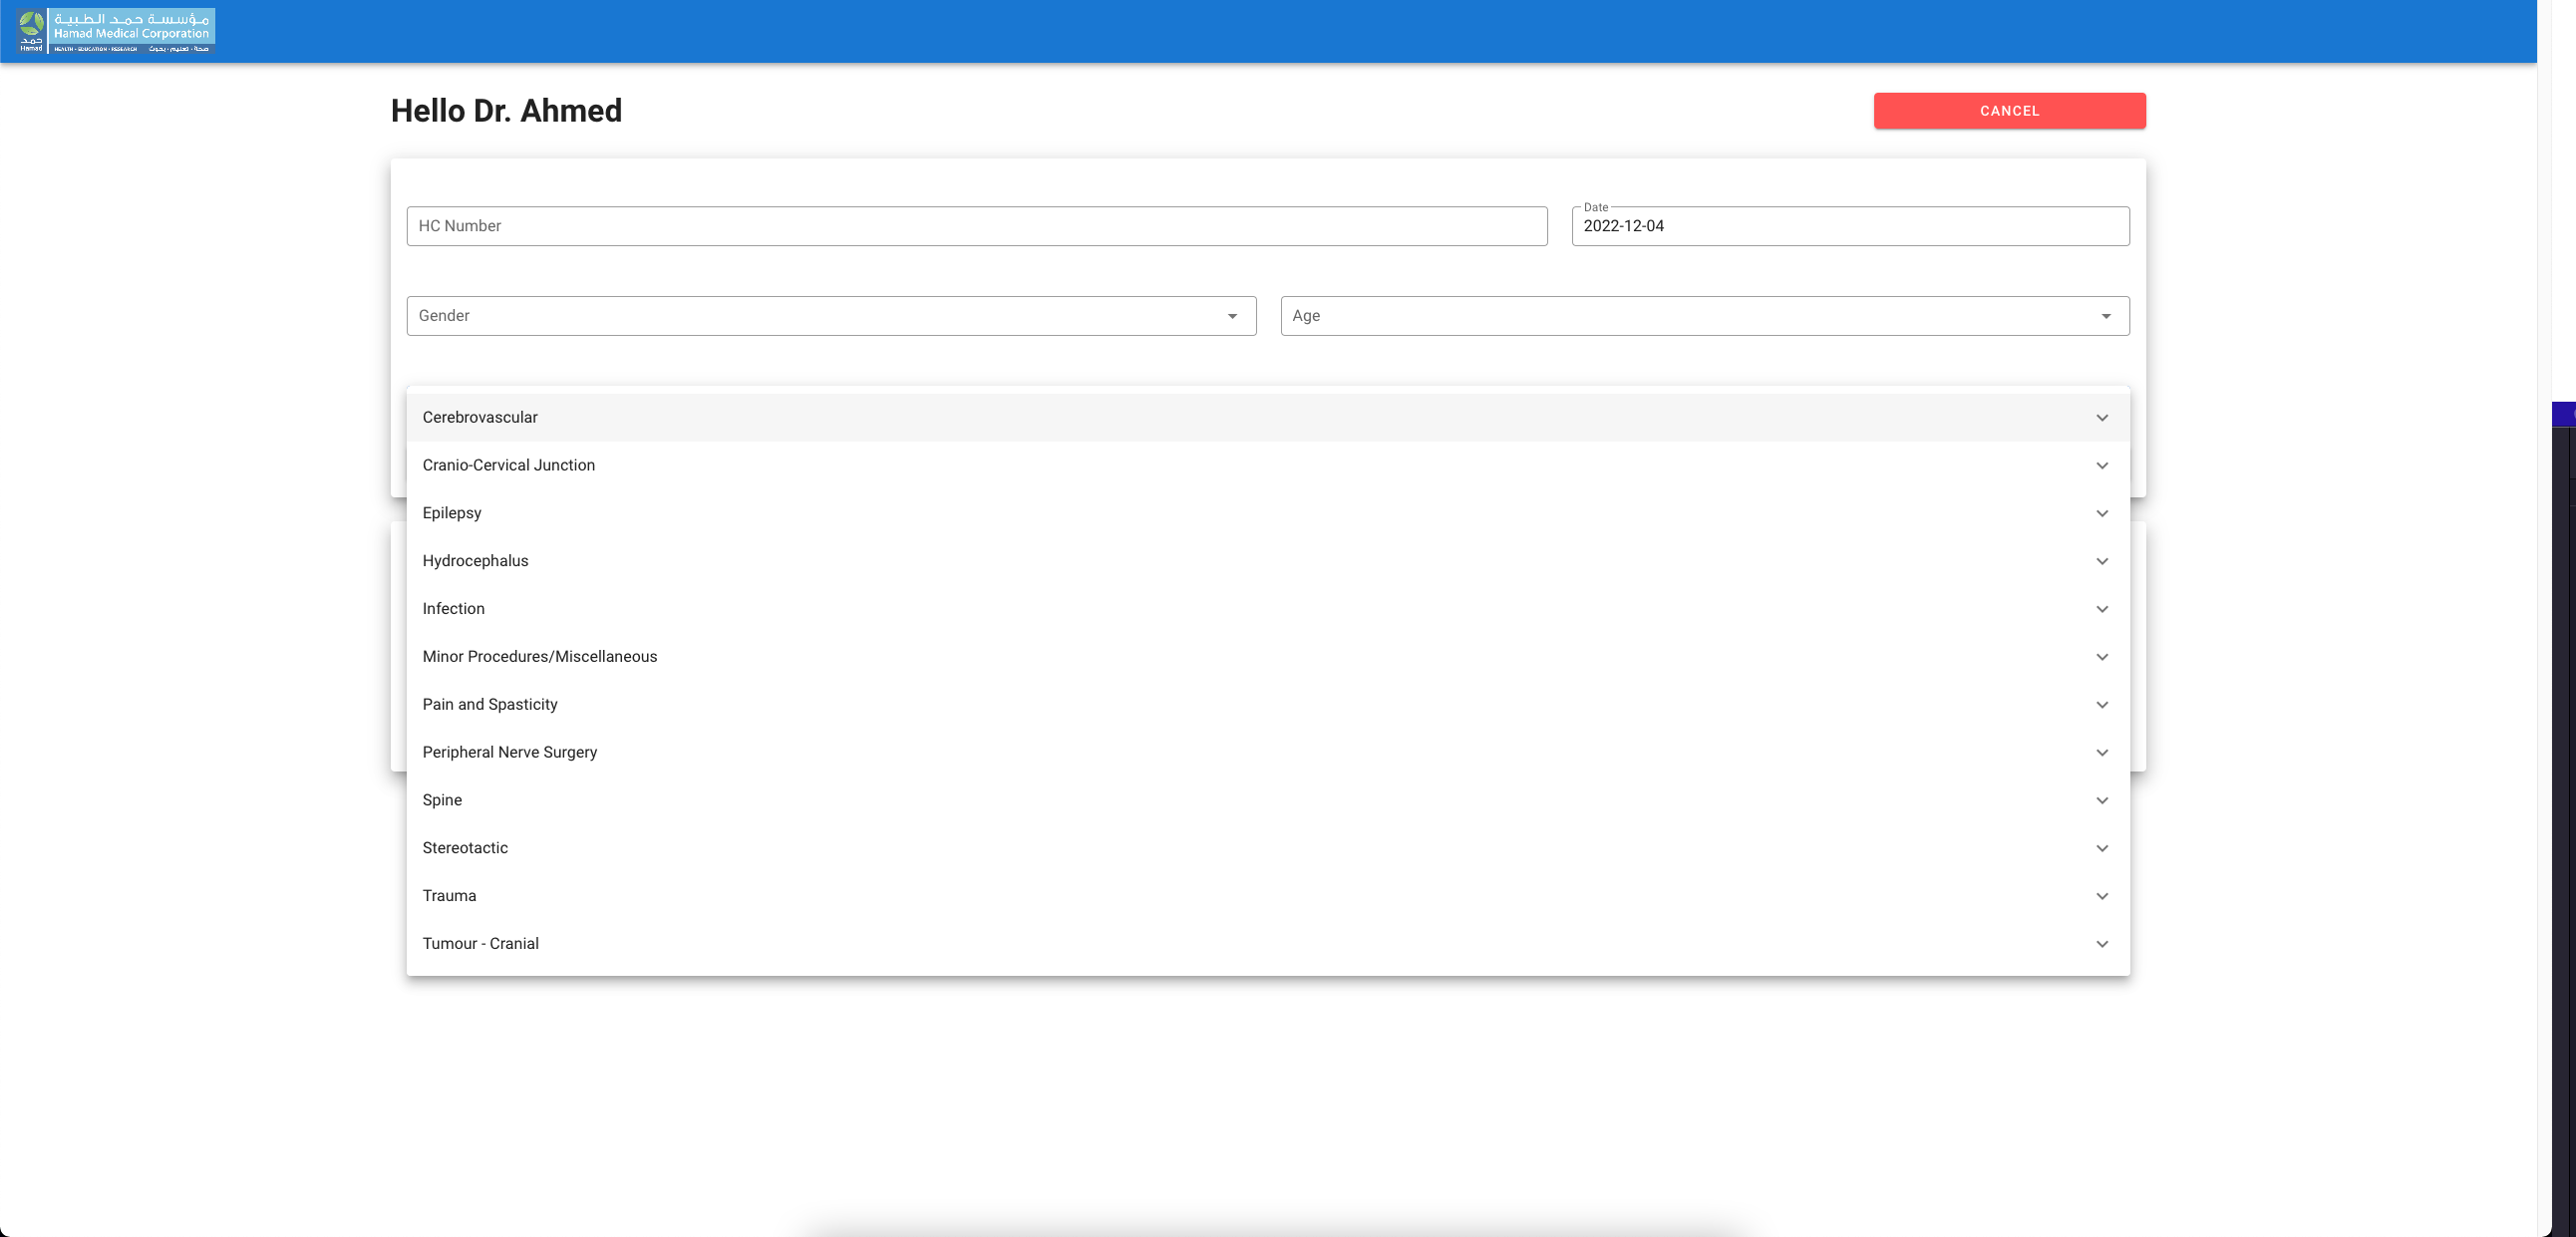 مؤسسة حمد الطبية
Hamad Medical Corporation
حمد
Hamad
HEALTH • EDUCATION • RESEARCH صحة • تعليم • بحوث
Hello Dr. Ahmed
CANCEL
HC Number
Date
2022-12-04
Gender
Age
Cerebrovascular
Cranio-Cervical Junction
Epilepsy
Hydrocephalus
Infection
Minor Procedures/Miscellaneous
Pain and Spasticity
Peripheral Nerve Surgery
Spine
Stereotactic
Trauma
Tumour - Cranial